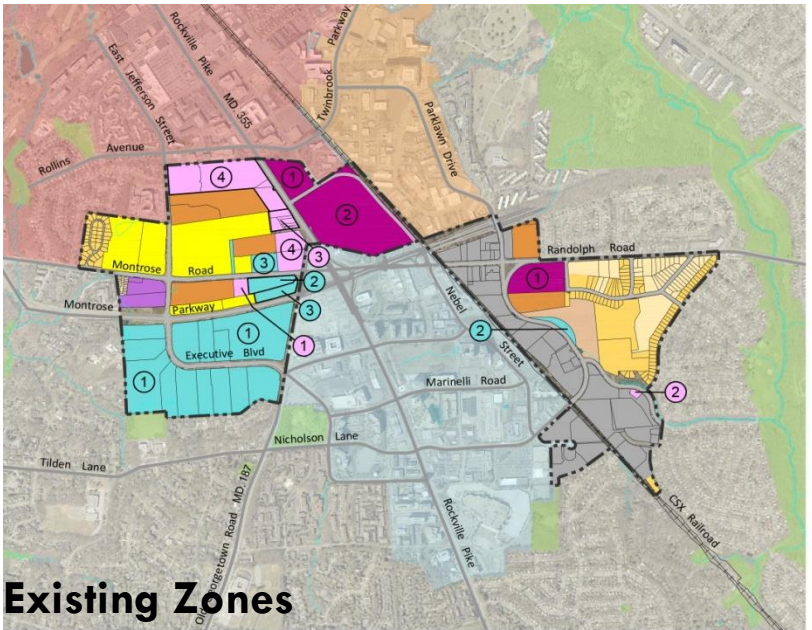 Rockville Pike MD 355
East Jefferson Street
Twinbrook Parkway
Parklawn Drive
Rollins Avenue
4
1
2
4
3
3
Randolph Road
Montrose Road
1
2
3
Montrose Parkway
1
1
Executive Blvd
1
Nebel Street
2
Marinelli Road
2
Nicholson Lane
Tilden Lane
Old Georgetown Road MD. 187
Rockville Pike
CSX Railroad
Existing Zones